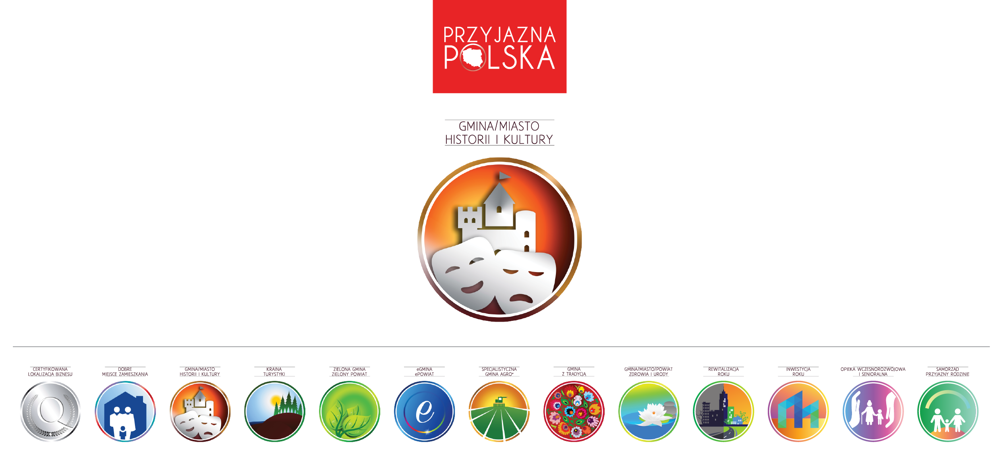 PRZYJAZNA
POLSKA
GMINA/MIASTO
HISTORII I KULTURY
CERTYFIKOWANA
LOKALIZACJA BIZNESU
Q
DOBRE
MIEJSCE ZAMIESZKANIA
GMINA/MIASTO
HISTORII I KULTURY
KRAINA
TURYSTYKI
ZIELONA GMINA
ZIELONY POWIAT
eGMINA
ePOWIAT
e
SPECJALISTYCZNA
GMINA AGRO*
GMINA
Z TRADYCJĄ
GMINA/MIASTO/POWIAT
ZDROWIA I URODY
REWITALIZACJA
ROKU
INWESTYCJA
ROKU
OPIEKA WCZESNOROZWOJOWA
I SENIORALNA
SAMORZĄD
PRZYJAZNY RODZINIE